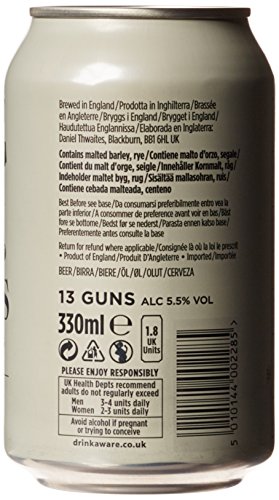 Brewed in England/Prodotta in Inghilterra/Brassée
en Angleterre/Bryggs i England/Brygget i England/
Haudutettua Englannissa/Elaborada en Inglaterra:
Daniel Thwaites, Blackburn, BB1 6HL UK
Contains malted barley, rye/Contiene malto d'orzo, segale/
Contient du malt d'orge, seigle/Innehåller Kornmalt, råg/
Indeholder maltet byg, rug/Sisältää mallasohran, ruis/
Contiene cebada malteada, centeno
Best Before see base/Da consumarsi preferibilmente entro vea la
parte inferior/A consommer de preference avant voir en bas/Bäst
före se bottene/Bedst før se nederst/Parasta ennen katso base/
Preferentemente consultar la base
Return for refund where applicable/Consignée là où la loi le prescrit
• Product of England/Produit D'Angleterre • Imported/Importée
BEER/BIRRA/BIERE/ÖL/ØL/OLUT/CERVEZA
13 GUNS ALC 5.5% VOL
330ml e
1.8
UK
Units
PLEASE ENJOY RESPONSIBLY
UK Health Depts recommend
adults do not regularly exceed
Men 3-4 units daily
Women 2-3 units daily
Avoid alcohol if pregnant
or trying to conceive
drinkaware.co.uk
5 010144 002285